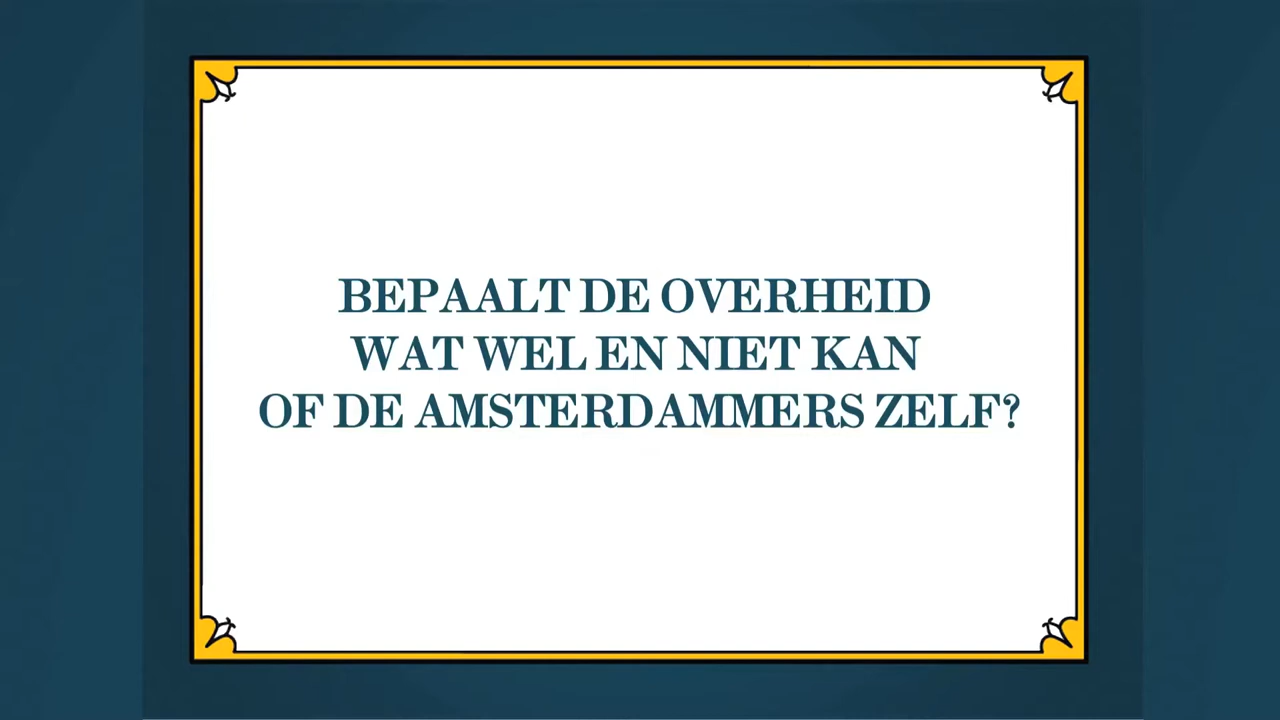 BEPAALT DE OVERHEID
WAT WEL EN NIET KAN
OF DE AMSTERDAMMERS ZELF?